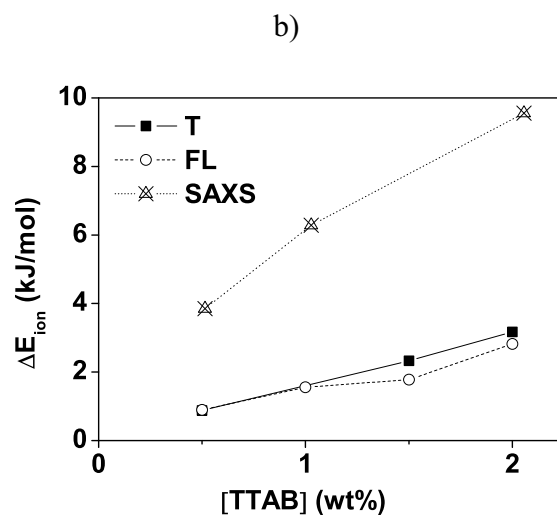 b)
10
8
6
4
2
0
ΔE_ion (kJ/mol)
T
FL
SAXS
0
1
2
[TTAB] (wt%)